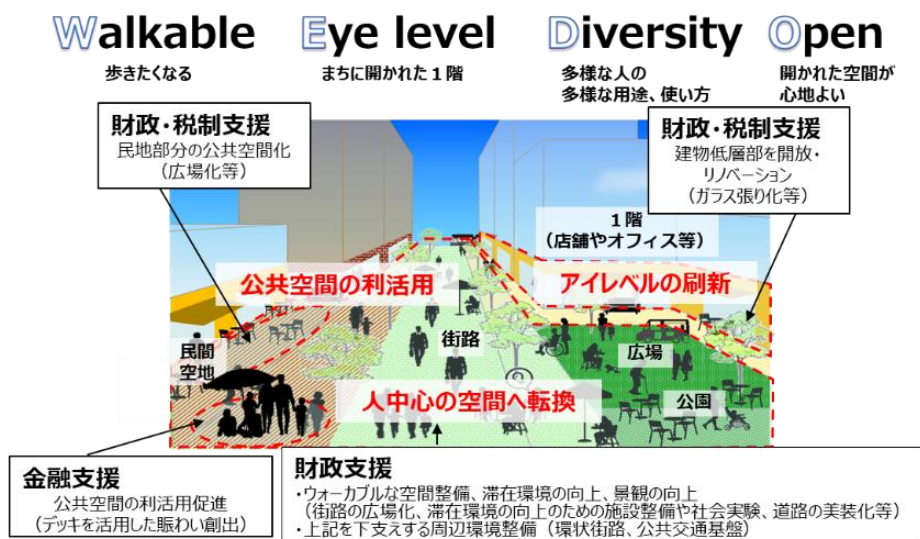 Walkable Eye level Diversity Open
歩きたくなる
まちに開かれた１階
多様な人の
多様な用途、使い方
開かれた空間が
心地よい
財政・税制支援
民地部分の公共空間化
（広場化等）
財政・税制支援
建物低層部を開放・
リノベーション
（ガラス張り化等）
１階
（店舗やオフィス等）
公共空間の利活用
アイレベルの刷新
民間
空地
街路
広場
人中心の空間へ転換
公園
金融支援
公共空間の利活用促進
（デッキを活用した賑わい創出）
財政支援
・ウォーカブルな空間整備、滞在環境の向上、景観の向上
（街路の広場化、滞在環境の向上のための施設整備や社会実験、道路の美装化等）
・上記を下支えする周辺環境整備（環状街路、公共交通基盤）